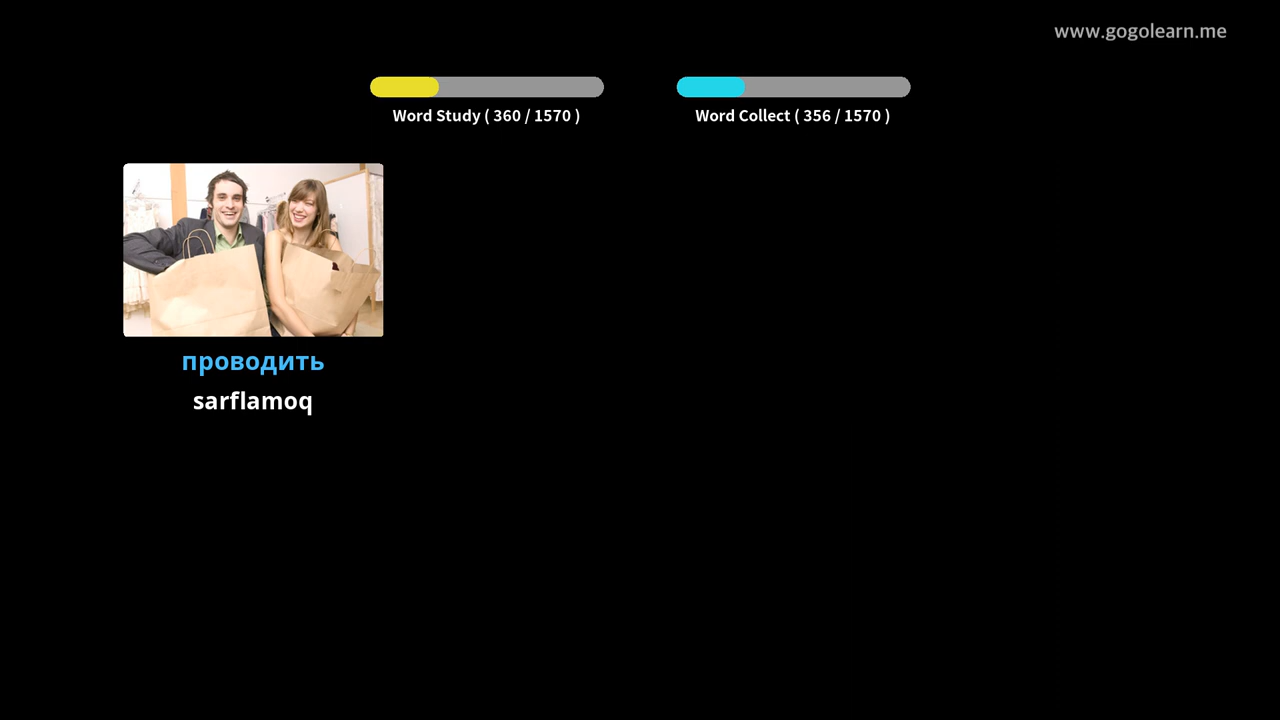 www.gogolearn.me
Word Study ( 360 / 1570 )
Word Collect ( 356 / 1570 )
проводить
sarflamoq